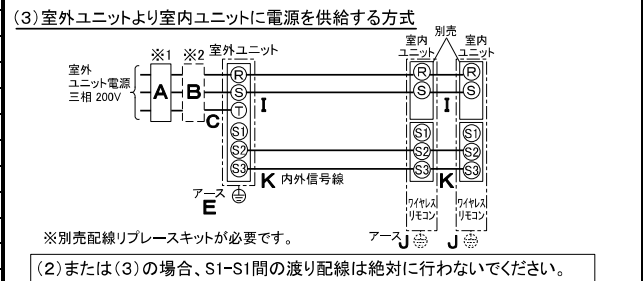 (3)室外ユニットより室内ユニットに電源を供給する方式
別売
※1 ※2 室外ユニット 室内ユニット 室内ユニット
室外
ユニット電源
三相 200V
A B C
R S T S1 S2 S3
I
R S S1 S2 S3
I
R S S1 S2 S3
K 内外信号線 K
アース
E
ワイヤレス
リモコン
ワイヤレス
リモコン
アース J J
※別売配線リプレースキットが必要です。
(2)または(3)の場合、S1-S1間の渡り配線は絶対に行わないでください。